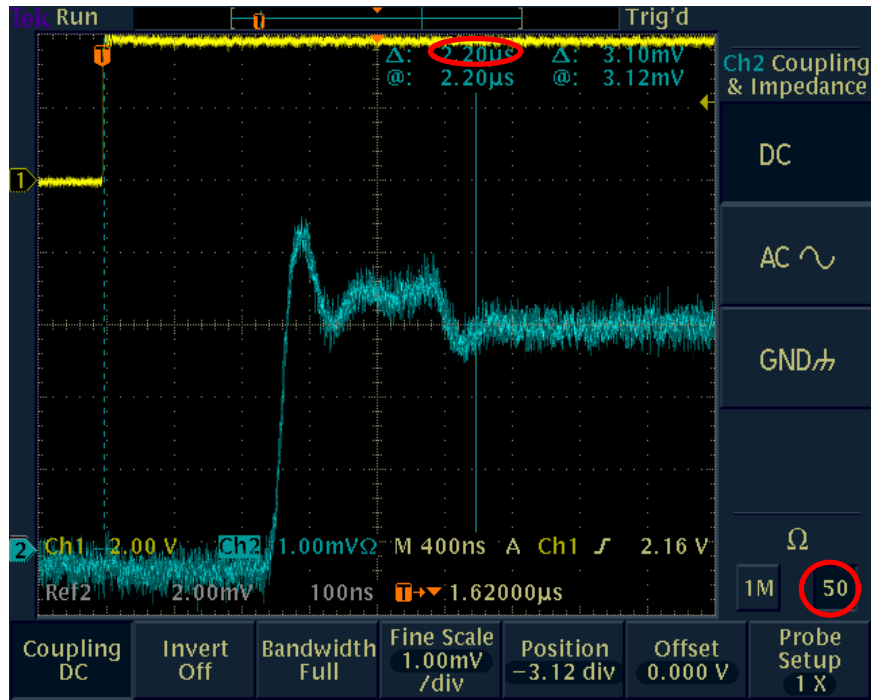 Tek Run Trig'd
T
Δ: 2.20µs Δ: 3.10mV
@: 2.20µs @: 3.12mV
Ch2 Coupling
& Impedance
DC
1
AC
GND
Ω
2
Ch1 2.00 V Ch2 1.00mVΩ M 400ns A Ch1 2.16 V
Ref2 2.00mV 100ns T 1.62000µs
1M 50
Coupling
DC
Invert
Off
Bandwidth
Full
Fine Scale
1.00mV
/div
Position
−3.12 div
Offset
0.000 V
Probe
Setup
1 X